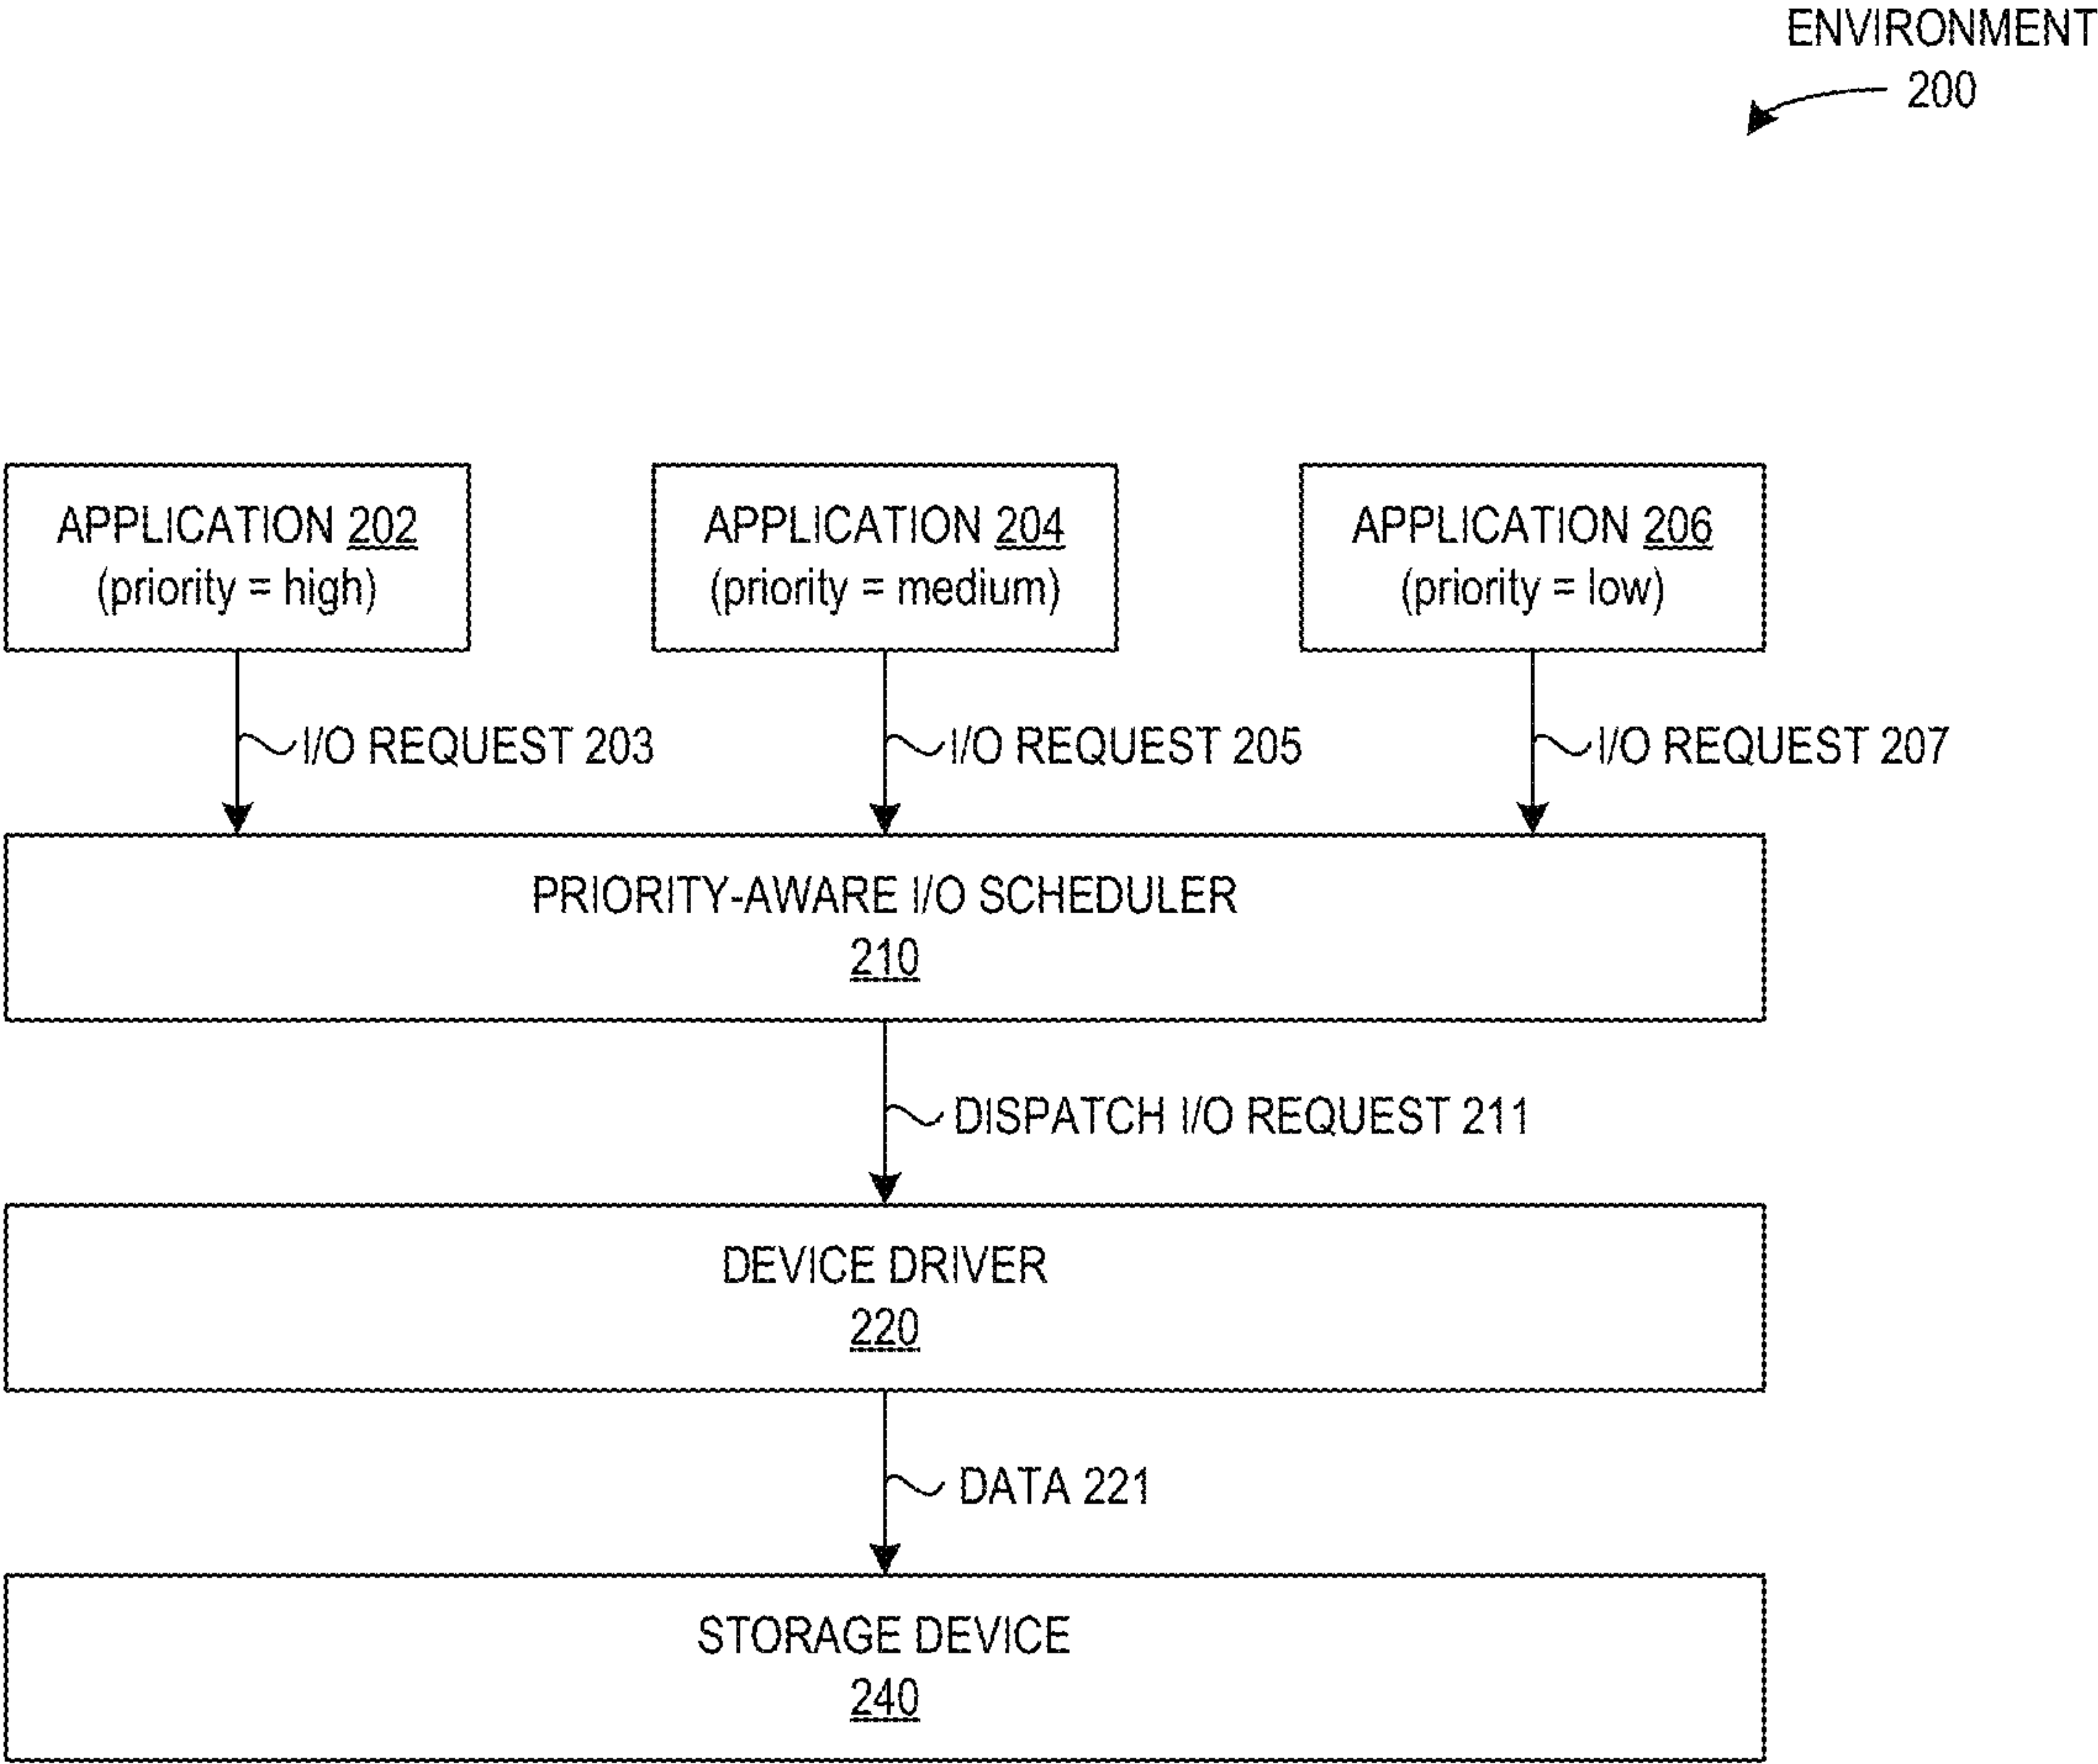 ENVIRONMENT
200
APPLICATION 202
(priority = high)
APPLICATION 204
(priority = medium)
APPLICATION 206
(priority = low)
I/O REQUEST 203
I/O REQUEST 205
I/O REQUEST 207
PRIORITY-AWARE I/O SCHEDULER
210
DISPATCH I/O REQUEST 211
DEVICE DRIVER
220
DATA 221
STORAGE DEVICE
240